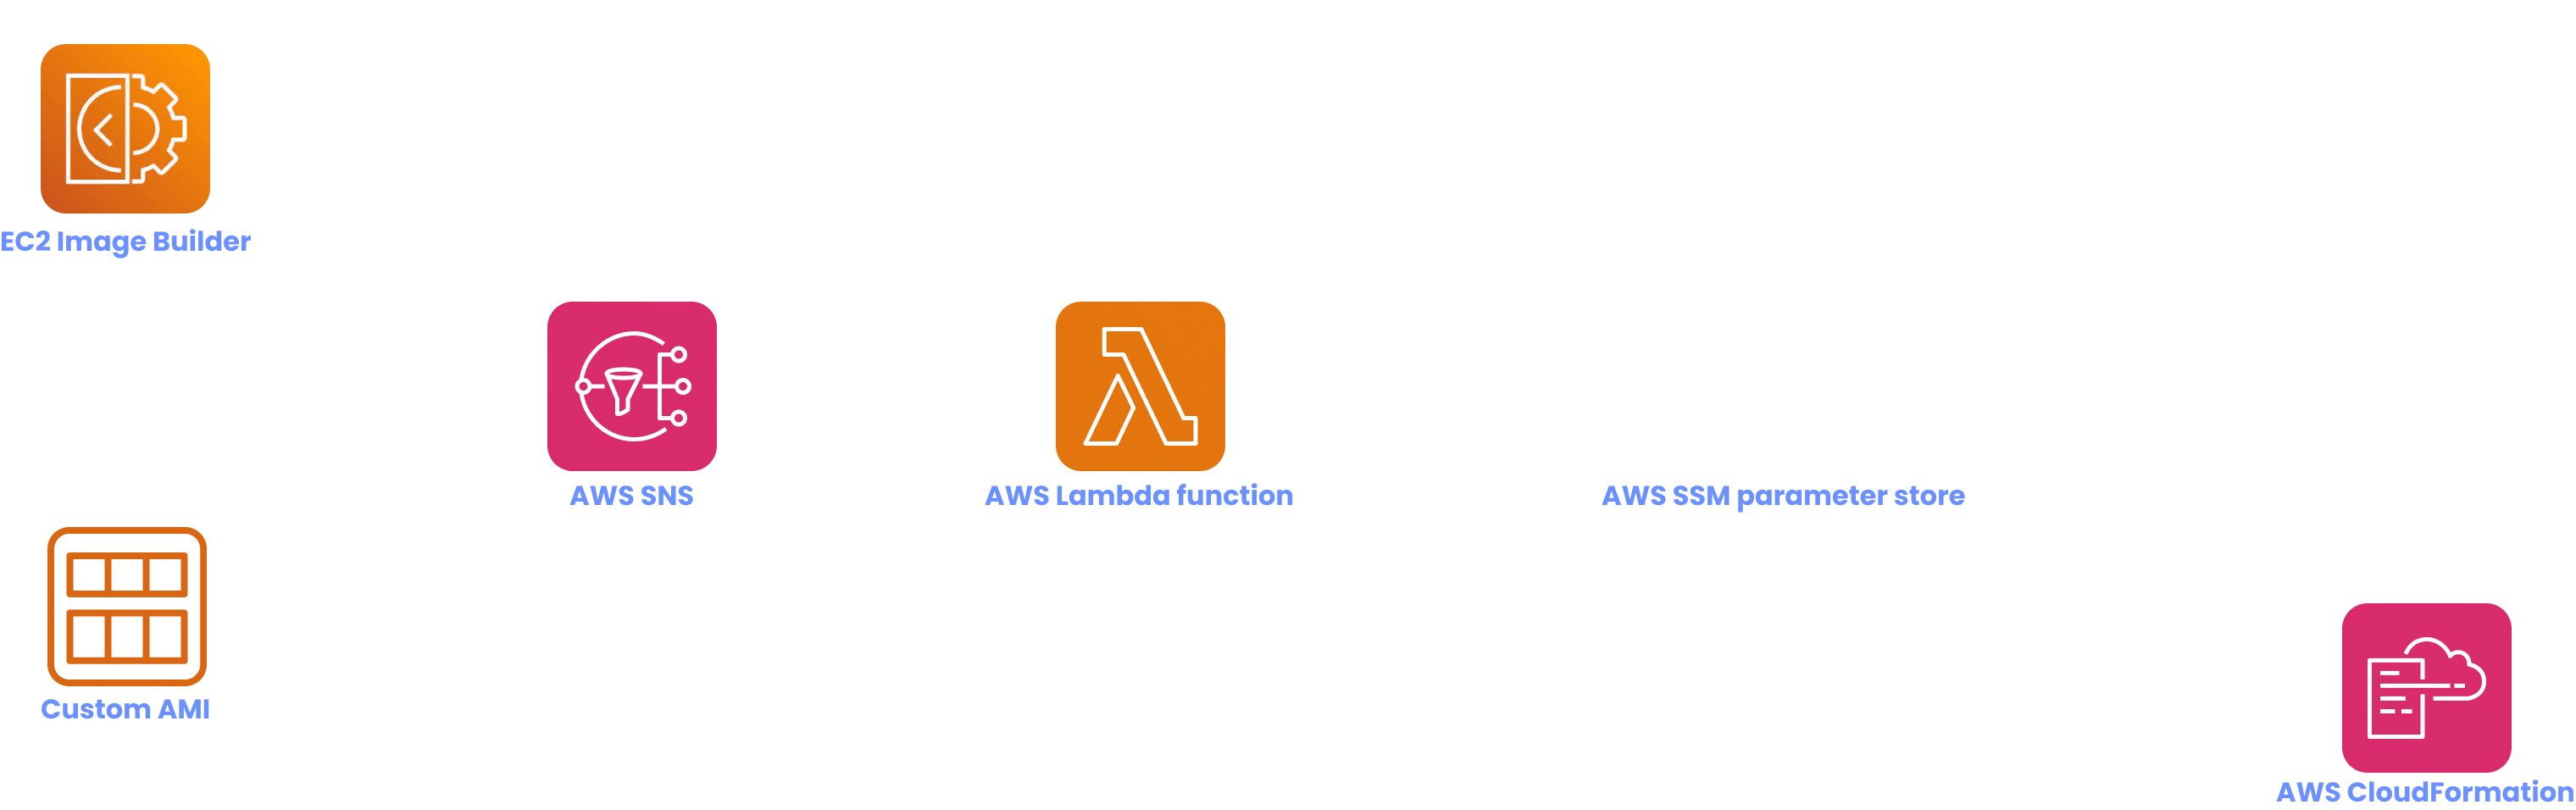 EC2 Image Builder
AWS SNS
AWS Lambda function
AWS SSM parameter store
Custom AMI
AWS CloudFormation